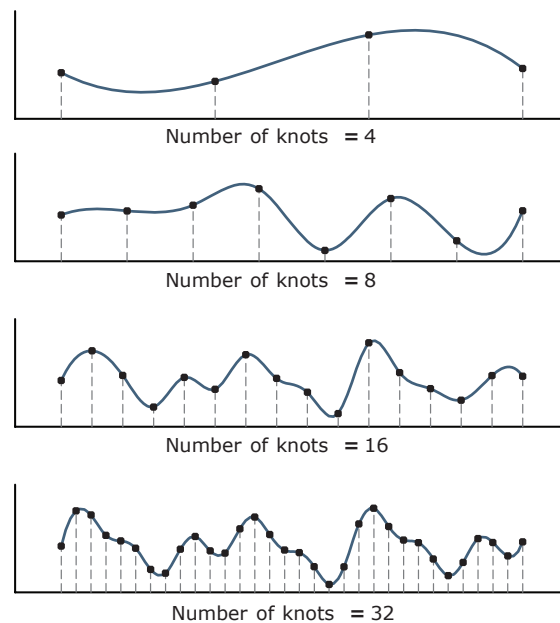 Number of knots = 4
Number of knots = 8
Number of knots = 16
Number of knots = 32